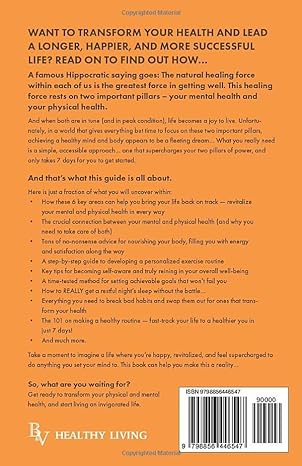 WANT TO TRANSFORM YOUR HEALTH AND LEAD
A LONGER, HAPPIER, AND MORE SUCCESSFUL
LIFE? READ ON TO FIND OUT HOW...
A famous Hippocratic saying goes: The natural healing force
within each of us is the greatest force in getting well. This healing
force rests on two important pillars – your mental health and
your physical health.
And when both are in tune (and in peak condition), life becomes a joy to live. Unfortu-
nately, in a world that gives everything but time to focus on these two important pillars,
achieving a healthy mind and body appears to be a fleeting dream... What you really need
is a simple, accessible approach... one that supercharges your two pillars of power, and
only takes 7 days for you to get started.
And that's what this guide is all about.
Here is just a fraction of what you will uncover within:
• How these 6 key areas can help you bring your life back on track — revitalize
your mental and physical health in every way
• The crucial connection between your mental and physical health (and why you
need to take care of both)
• Tons of no-nonsense advice for nourishing your body, filling you with energy
and satisfaction along the way
• A step-by-step guide to developing a personalized exercise routine
• Key tips for becoming self-aware and truly reining in your overall well-being
• A time-tested method for setting achievable goals that won't fail you
• How to REALLY get a restful night's sleep without the battle...
• Everything you need to break bad habits and swap them out for ones that trans-
form your health
• The 101 on making a healthy routine — fast-track your life to a healthier you in
just 7 days!
• And much more.
Take a moment to imagine a life where you're happy, revitalized, and feel supercharged to
do anything you set your mind to. This book can help you make this a reality...
So, what are you waiting for?
Get ready to transform your physical and mental
health, and start living an invigorated life.
BV HEALTHY LIVING
ISBN 9798856446547
90000
9 798856 446547